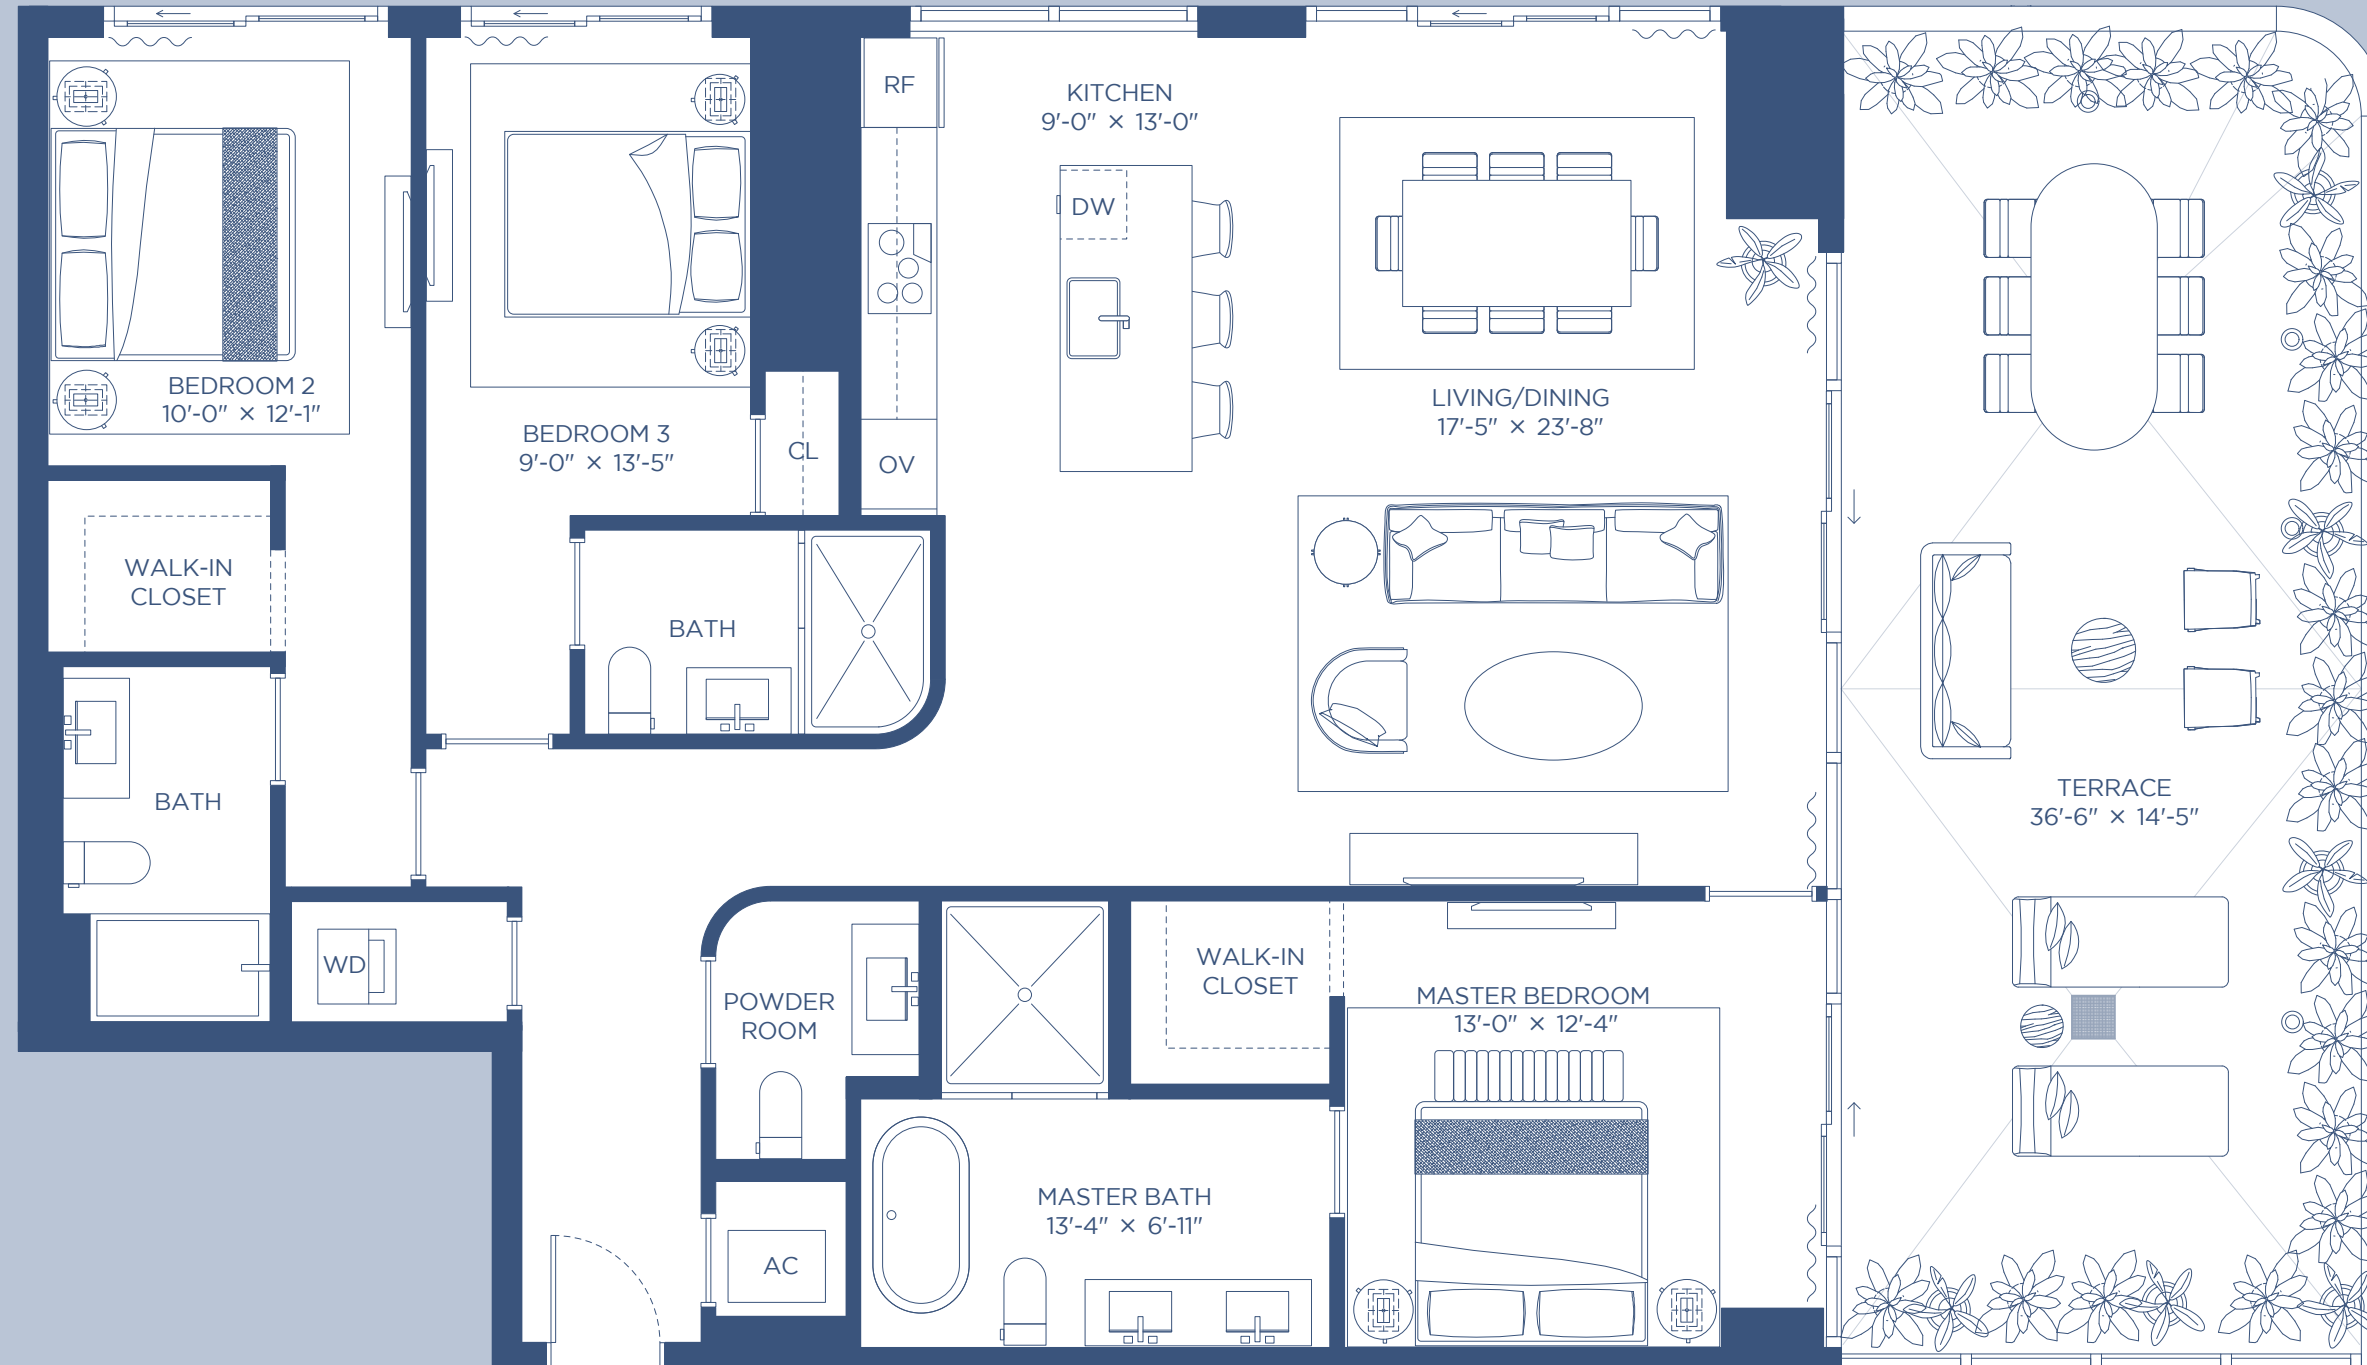 RF
KITCHEN
9'-0" × 13'-0"
DW
BEDROOM 2
10'-0" × 12'-1"
BEDROOM 3
9'-0" × 13'-5"
CL
OV
LIVING/DINING
17'-5" × 23'-8"
WALK-IN
CLOSET
BATH
BATH
TERRACE
36'-6" × 14'-5"
WD
POWDER
ROOM
WALK-IN
CLOSET
MASTER BEDROOM
13'-0" × 12'-4"
MASTER BATH
13'-4" × 6'-11"
AC